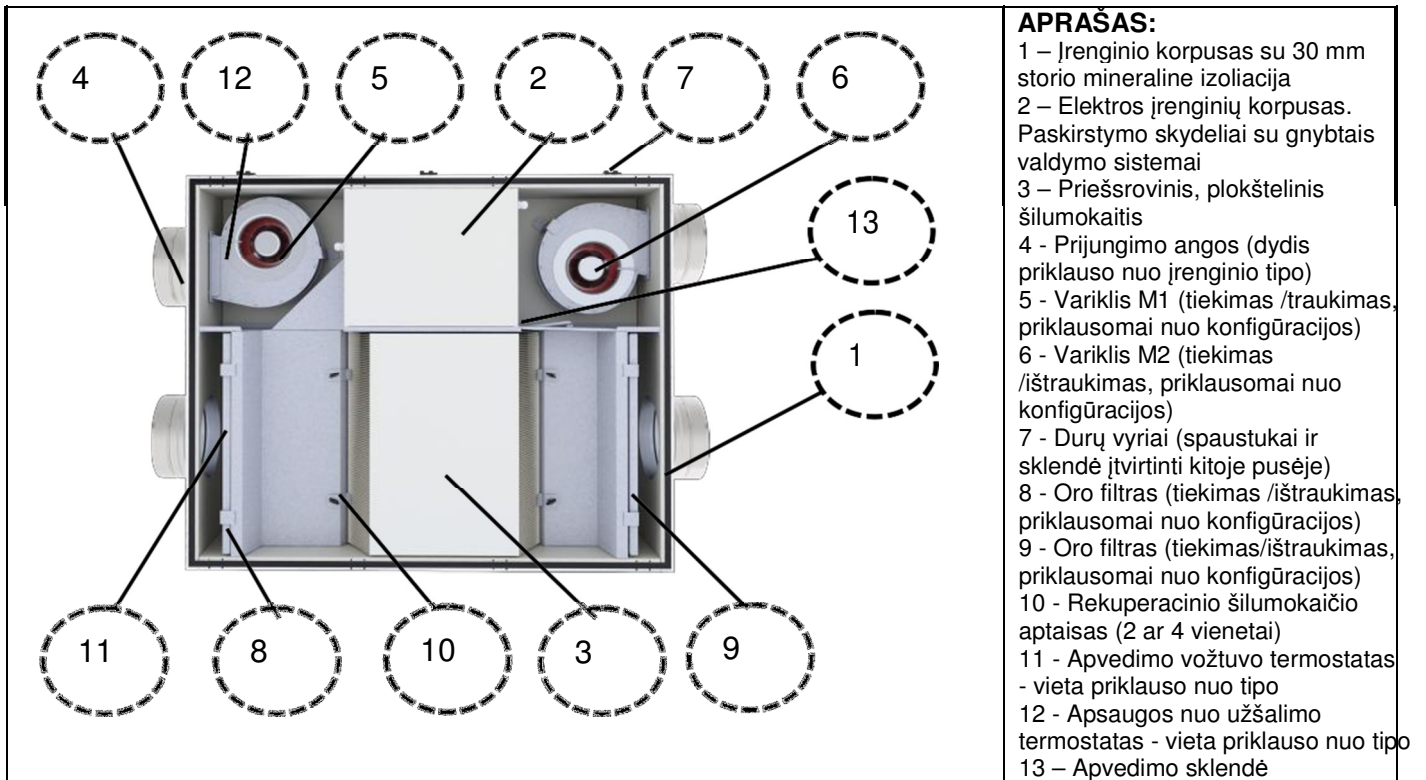 4
12
5
2
7
6
13
1
11
8
10
3
9
APRAŠAS:
1 – Įrenginio korpusas su 30 mm
storio mineraline izoliacija
2 – Elektros įrenginių korpusas.
Paskirstymo skydeliai su gnybtais
valdymo sistemai
3 – Priešsrovinis, plokštelinis
šilumokaitis
4 - Prijungimo angos (dydis
priklauso nuo įrenginio tipo)
5 - Variklis M1 (tiekimas /traukimas,
priklausomai nuo konfigūracijos)
6 - Variklis M2 (tiekimas
/ištraukimas, priklausomai nuo
konfigūracijos)
7 - Durų vyriai (spaustukai ir
sklendė įtvirtinti kitoje pusėje)
8 - Oro filtras (tiekimas /ištraukimas,
priklausomai nuo konfigūracijos)
9 - Oro filtras (tiekimas/ištraukimas,
priklausomai nuo konfigūracijos)
10 - Rekuperacinio šilumokaičio
aptaisas (2 ar 4 vienetai)
11 - Apvedimo vožtuvo termostatas
- vieta priklauso nuo tipo
12 - Apsaugos nuo užšalimo
termostatas - vieta priklauso nuo tipo
13 – Apvedimo sklendė